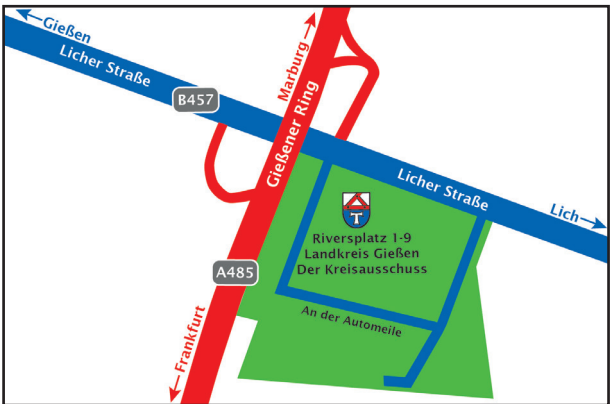 ←Gießen
Licher Straße
B457
Marburg→
Gießener Ring
Licher Straße
Lich→
T
Riversplatz 1-9
Landkreis Gießen
Der Kreisausschuss
A485
An der Automeile
←Frankfurt